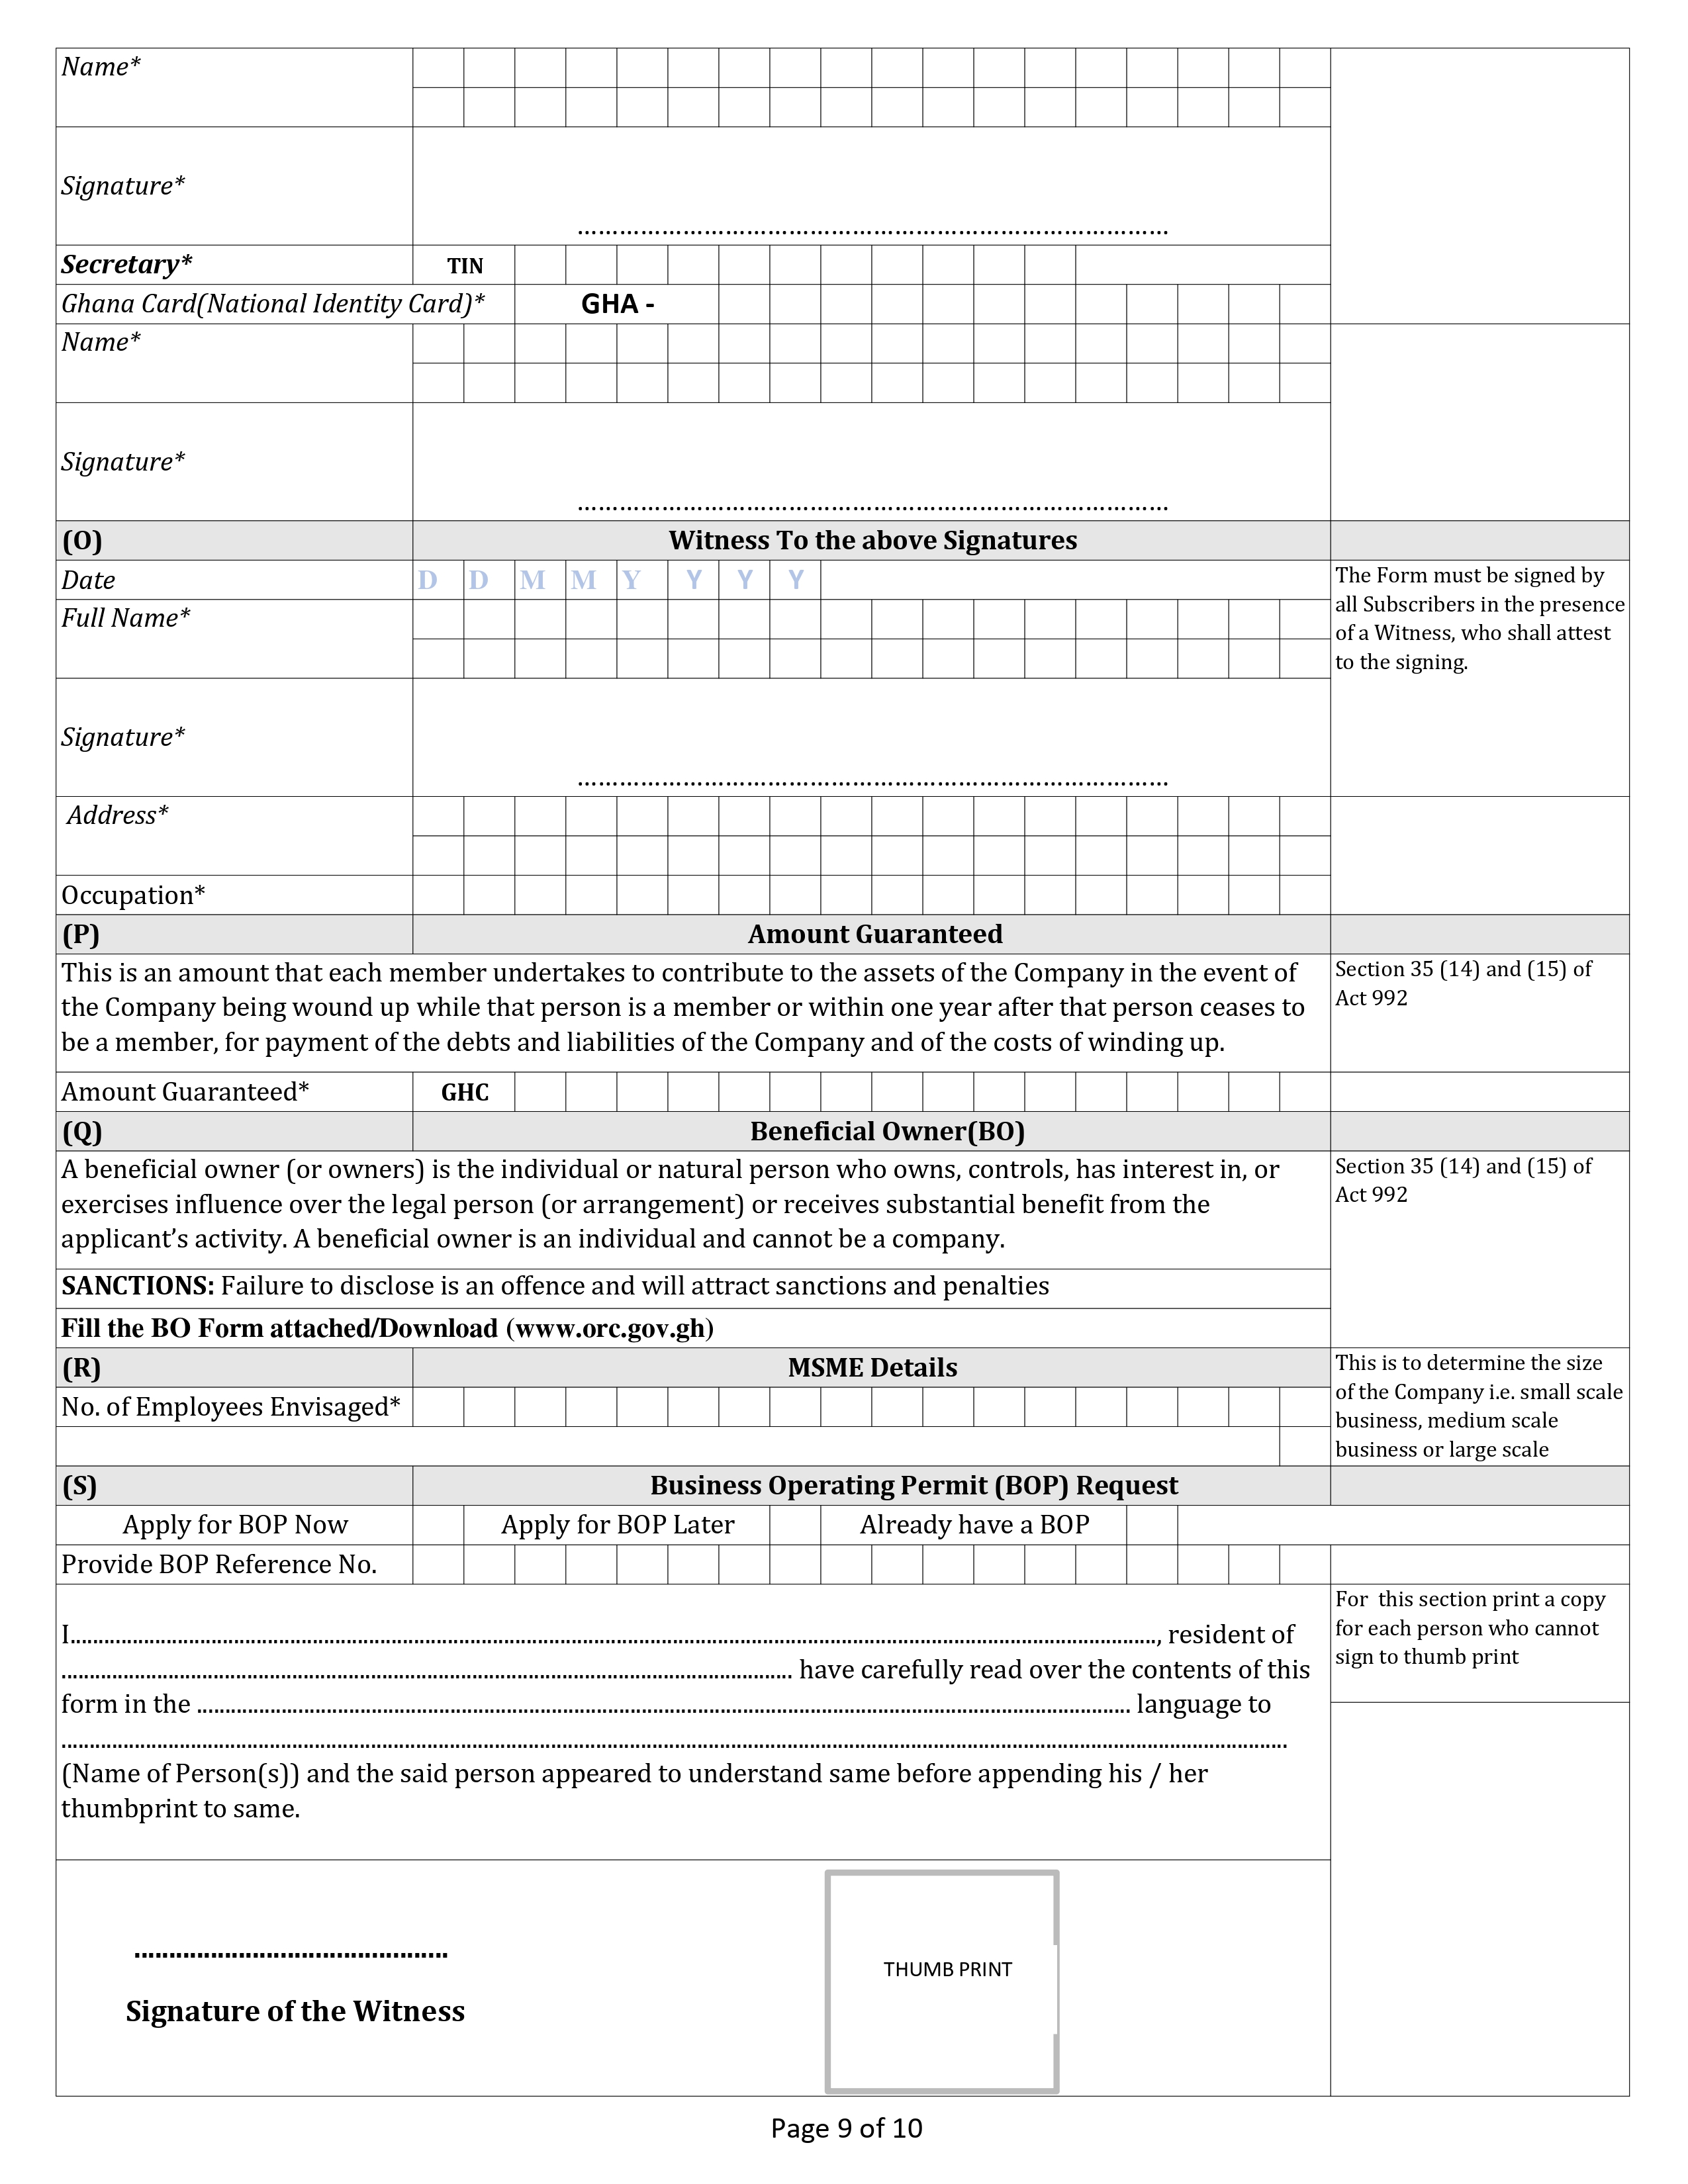 Name*
Signature*
……………………………………………………………………………
Secretary* TIN
Ghana Card(National Identity Card)* GHA -
Name*
Signature*
……………………………………………………………………………
(O) Witness To the above Signatures
Date D D M M Y Y Y Y
The Form must be signed by
all Subscribers in the presence
of a Witness, who shall attest
to the signing.
Full Name*
Signature*
……………………………………………………………………………
Address*
Occupation*
(P) Amount Guaranteed
This is an amount that each member undertakes to contribute to the assets of the Company in the event of
the Company being wound up while that person is a member or within one year after that person ceases to
be a member, for payment of the debts and liabilities of the Company and of the costs of winding up.
Section 35 (14) and (15) of
Act 992
Amount Guaranteed* GHC
(Q) Beneficial Owner(BO)
A beneficial owner (or owners) is the individual or natural person who owns, controls, has interest in, or
exercises influence over the legal person (or arrangement) or receives substantial benefit from the
applicant’s activity. A beneficial owner is an individual and cannot be a company.
Section 35 (14) and (15) of
Act 992
SANCTIONS: Failure to disclose is an offence and will attract sanctions and penalties
Fill the BO Form attached/Download (www.orc.gov.gh)
(R) MSME Details
This is to determine the size
of the Company i.e. small scale
business, medium scale
business or large scale
No. of Employees Envisaged*
(S) Business Operating Permit (BOP) Request
Apply for BOP Now Apply for BOP Later Already have a BOP
Provide BOP Reference No.
For this section print a copy
for each person who cannot
sign to thumb print
I……………………………………………………………………………, resident of
…………………………………………………………… have carefully read over the contents of this
form in the …………………………………………………………………… language to
……………………………………………………………………………………………
(Name of Person(s)) and the said person appeared to understand same before appending his / her
thumbprint to same.
………………………………………
Signature of the Witness
THUMB PRINT
Page 9 of 10